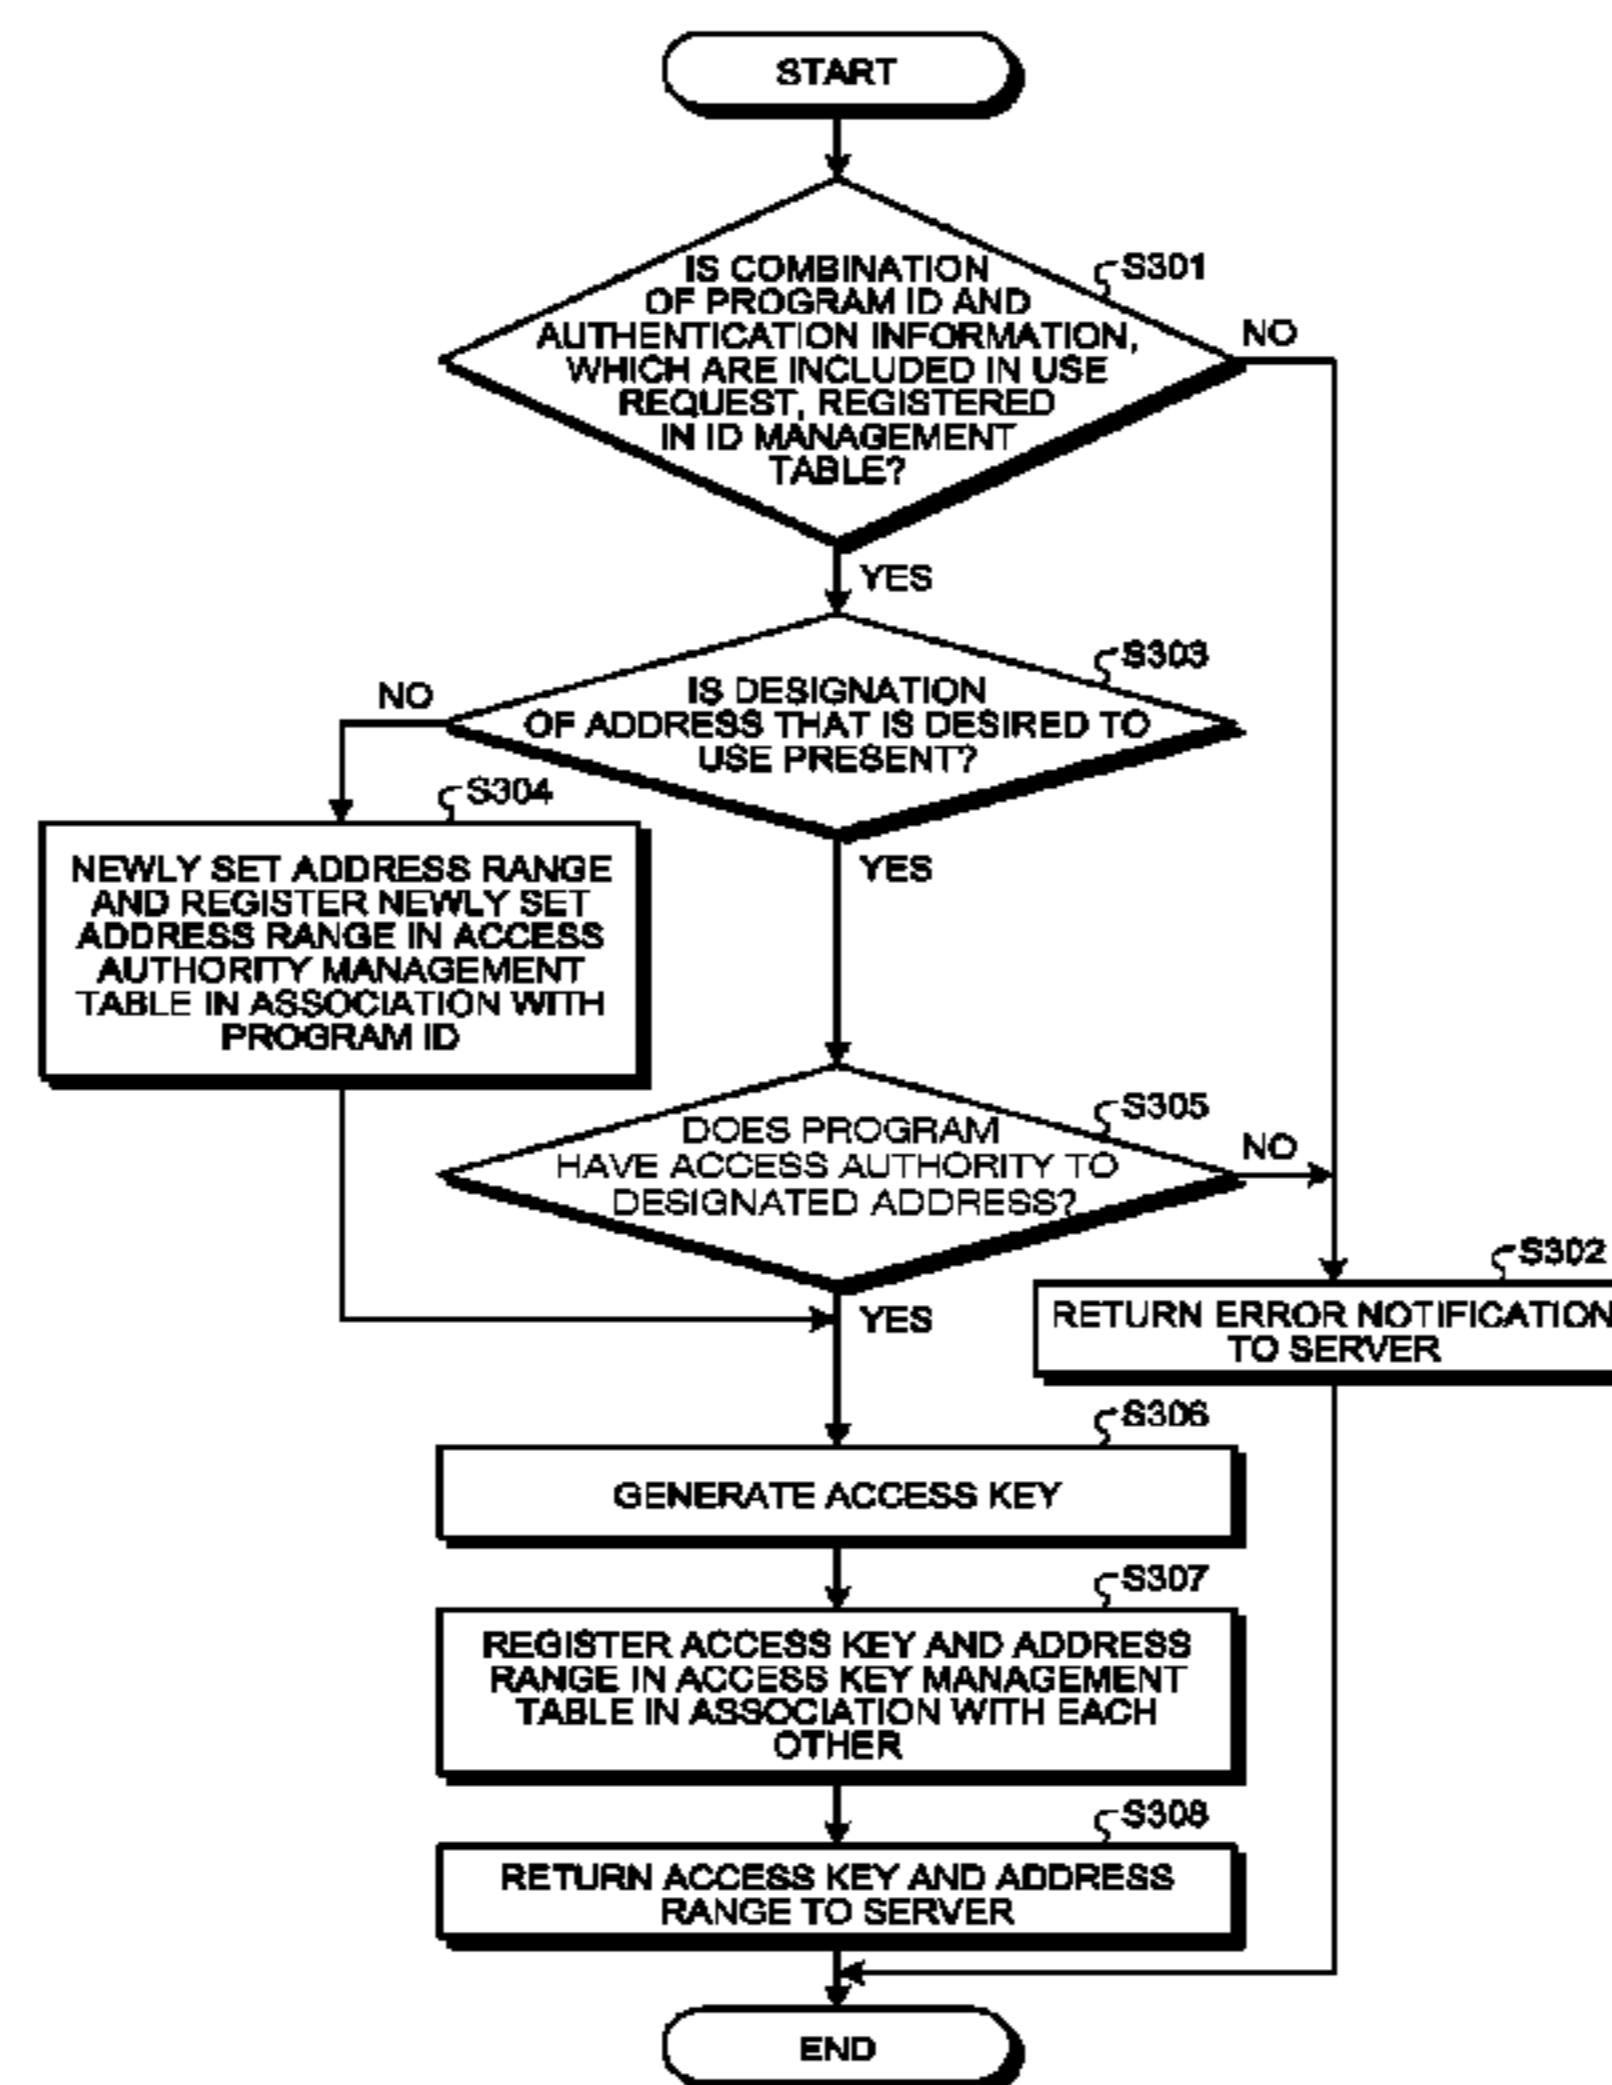 START
S301
IS COMBINATION
OF PROGRAM ID AND
AUTHENTICATION INFORMATION,
WHICH ARE INCLUDED IN USE
REQUEST, REGISTERED
IN ID MANAGEMENT
TABLE?
NO
YES
S303
IS DESIGNATION
OF ADDRESS THAT IS DESIRED TO
USE PRESENT?
NO
YES
S304
NEWLY SET ADDRESS RANGE
AND REGISTER NEWLY SET
ADDRESS RANGE IN ACCESS
AUTHORITY MANAGEMENT
TABLE IN ASSOCIATION WITH
PROGRAM ID
S305
DOES PROGRAM
HAVE ACCESS AUTHORITY TO
DESIGNATED ADDRESS?
NO
YES
S302
RETURN ERROR NOTIFICATION
TO SERVER
S306
GENERATE ACCESS KEY
S307
REGISTER ACCESS KEY AND ADDRESS
RANGE IN ACCESS KEY MANAGEMENT
TABLE IN ASSOCIATION WITH EACH
OTHER
S308
RETURN ACCESS KEY AND ADDRESS
RANGE TO SERVER
END